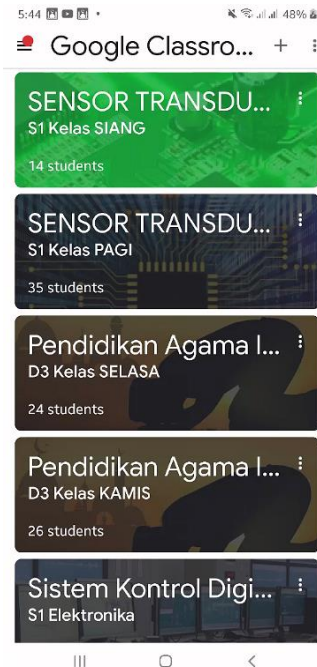 5:44
48%
Google Classro...
SENSOR TRANSDU...
S1 Kelas SIANG
14 students
SENSOR TRANSDU...
S1 Kelas PAGI
35 students
Pendidikan Agama I...
D3 Kelas SELASA
24 students
Pendidikan Agama I...
D3 Kelas KAMIS
26 students
Sistem Kontrol Digi...
S1 Elektronika